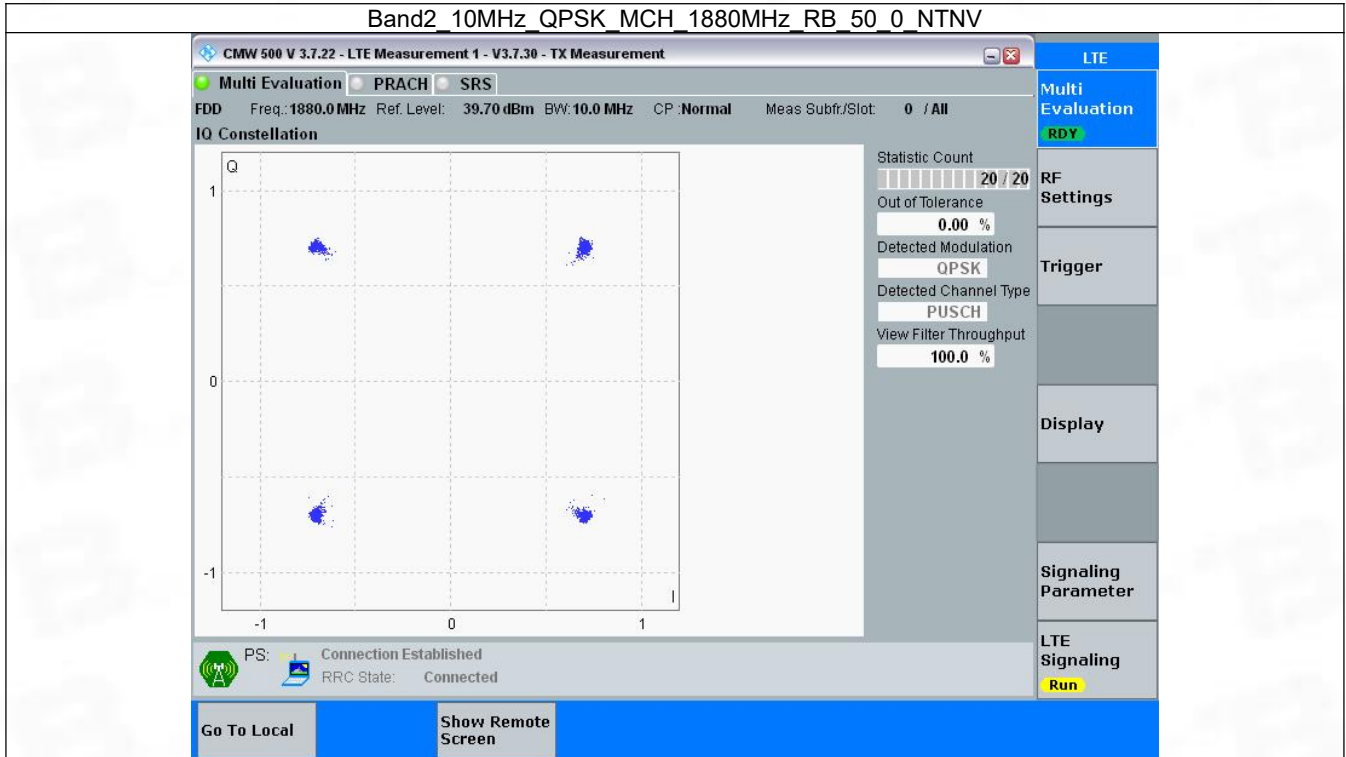 Band2_10MHz_QPSK_MCH_1880MHz_RB_50_0_NTNV
CMW 500 V 3.7.22 - LTE Measurement 1 - V3.7.30 - TX Measurement
LTE
Multi Evaluation PRACH SRS
Multi
Evaluation
RDY
FDD Freq.: 1880.0 MHz Ref. Level: 39.70 dBm BW: 10.0 MHz CP : Normal Meas Subfr./Slot: 0 / All
IQ Constellation
Q
1
0
-1
I
-1 0 1
Statistic Count
20 / 20
Out of Tolerance
0.00 %
Detected Modulation
QPSK
Detected Channel Type
PUSCH
View Filter Throughput
100.0 %
RF
Settings
Trigger
Display
Signaling
Parameter
LTE
Signaling
Run
PS: Connection Established
RRC State: Connected
Go To Local
Show Remote
Screen